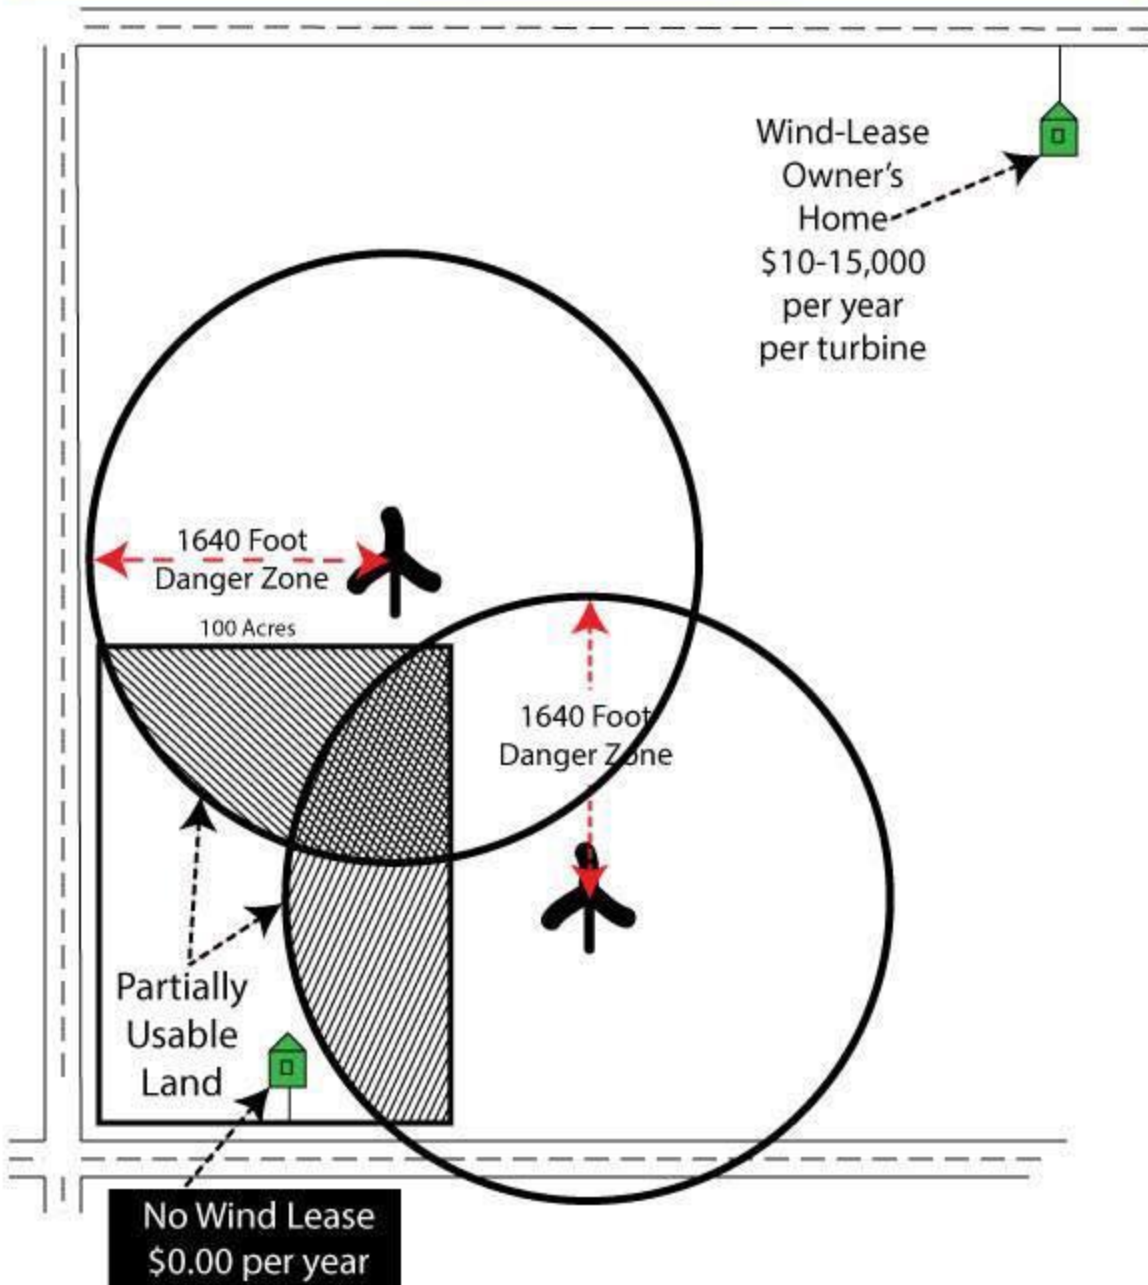 Wind-Lease
Owner's
Home
$10-15,000
per year
per turbine
1640 Foot
Danger Zone
100 Acres
1640 Foot
Danger Zone
Partially
Usable
Land
No Wind Lease
$0.00 per year